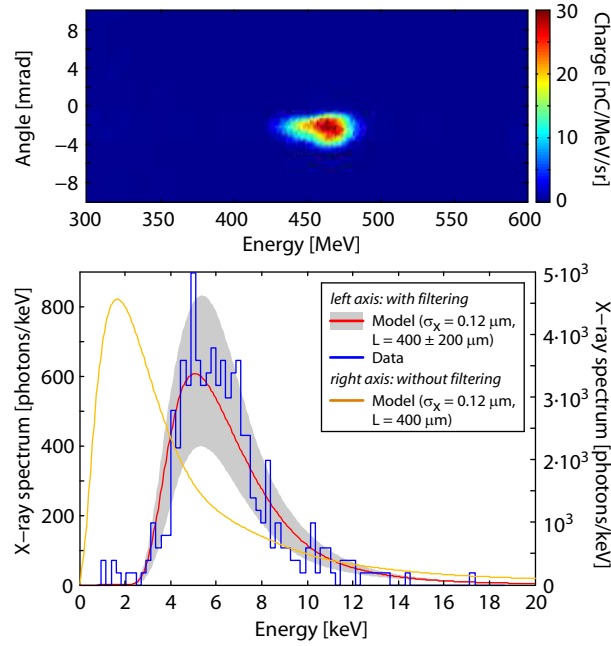 8
4
0
−4
−8
Angle [mrad]
300
350
400
450
500
550
600
Energy [MeV]
30
20
10
0
Charge [nC/MeV/sr]
800
600
400
200
0
X−ray spectrum [photons/keV]
left axis: with filtering
Model (σx = 0.12 μm,
L = 400 ± 200 μm)
Data
right axis: without filtering
Model (σx = 0.12 μm,
L = 400 μm)
5·10³
4·10³
3·10³
2·10³
10³
0
X−ray spectrum [photons/keV]
0
2
4
6
8
10
12
14
16
18
20
Energy [keV]